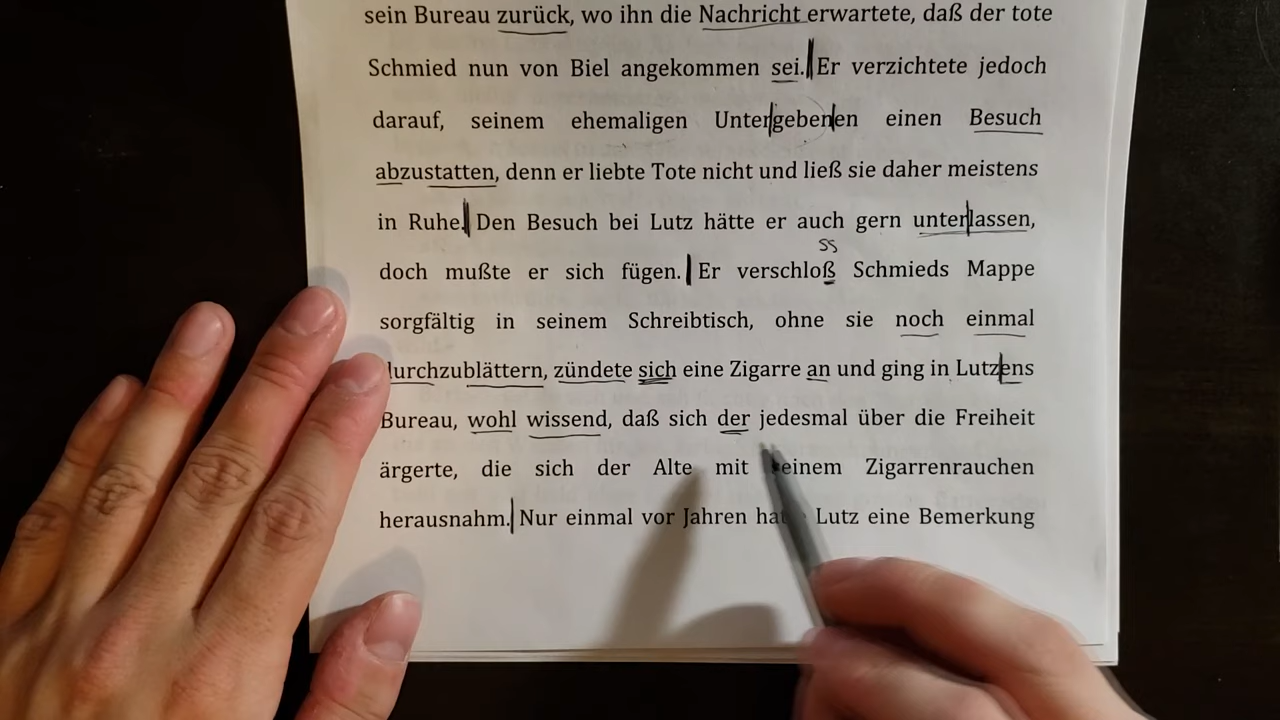 sein Bureau zurück, wo ihn die Nachricht erwartete, daß der tote
Schmied nun von Biel angekommen sei. Er verzichtete jedoch
darauf, seinem ehemaligen Untergebenen einen Besuch
abzustatten, denn er liebte Tote nicht und ließ sie daher meistens
in Ruhe. Den Besuch bei Lutz hätte er auch gern unterlassen,
ss
doch mußte er sich fügen. Er verschloß Schmieds Mappe
sorgfältig in seinem Schreibtisch, ohne sie noch einmal
durchzublättern, zündete sich eine Zigarre an und ging in Lutzens
Bureau, wohl wissend, daß sich der jedesmal über die Freiheit
ärgerte, die sich der Alte mit seinem Zigarrenrauchen
herausnahm. Nur einmal vor Jahren Lutz eine Bemerkung